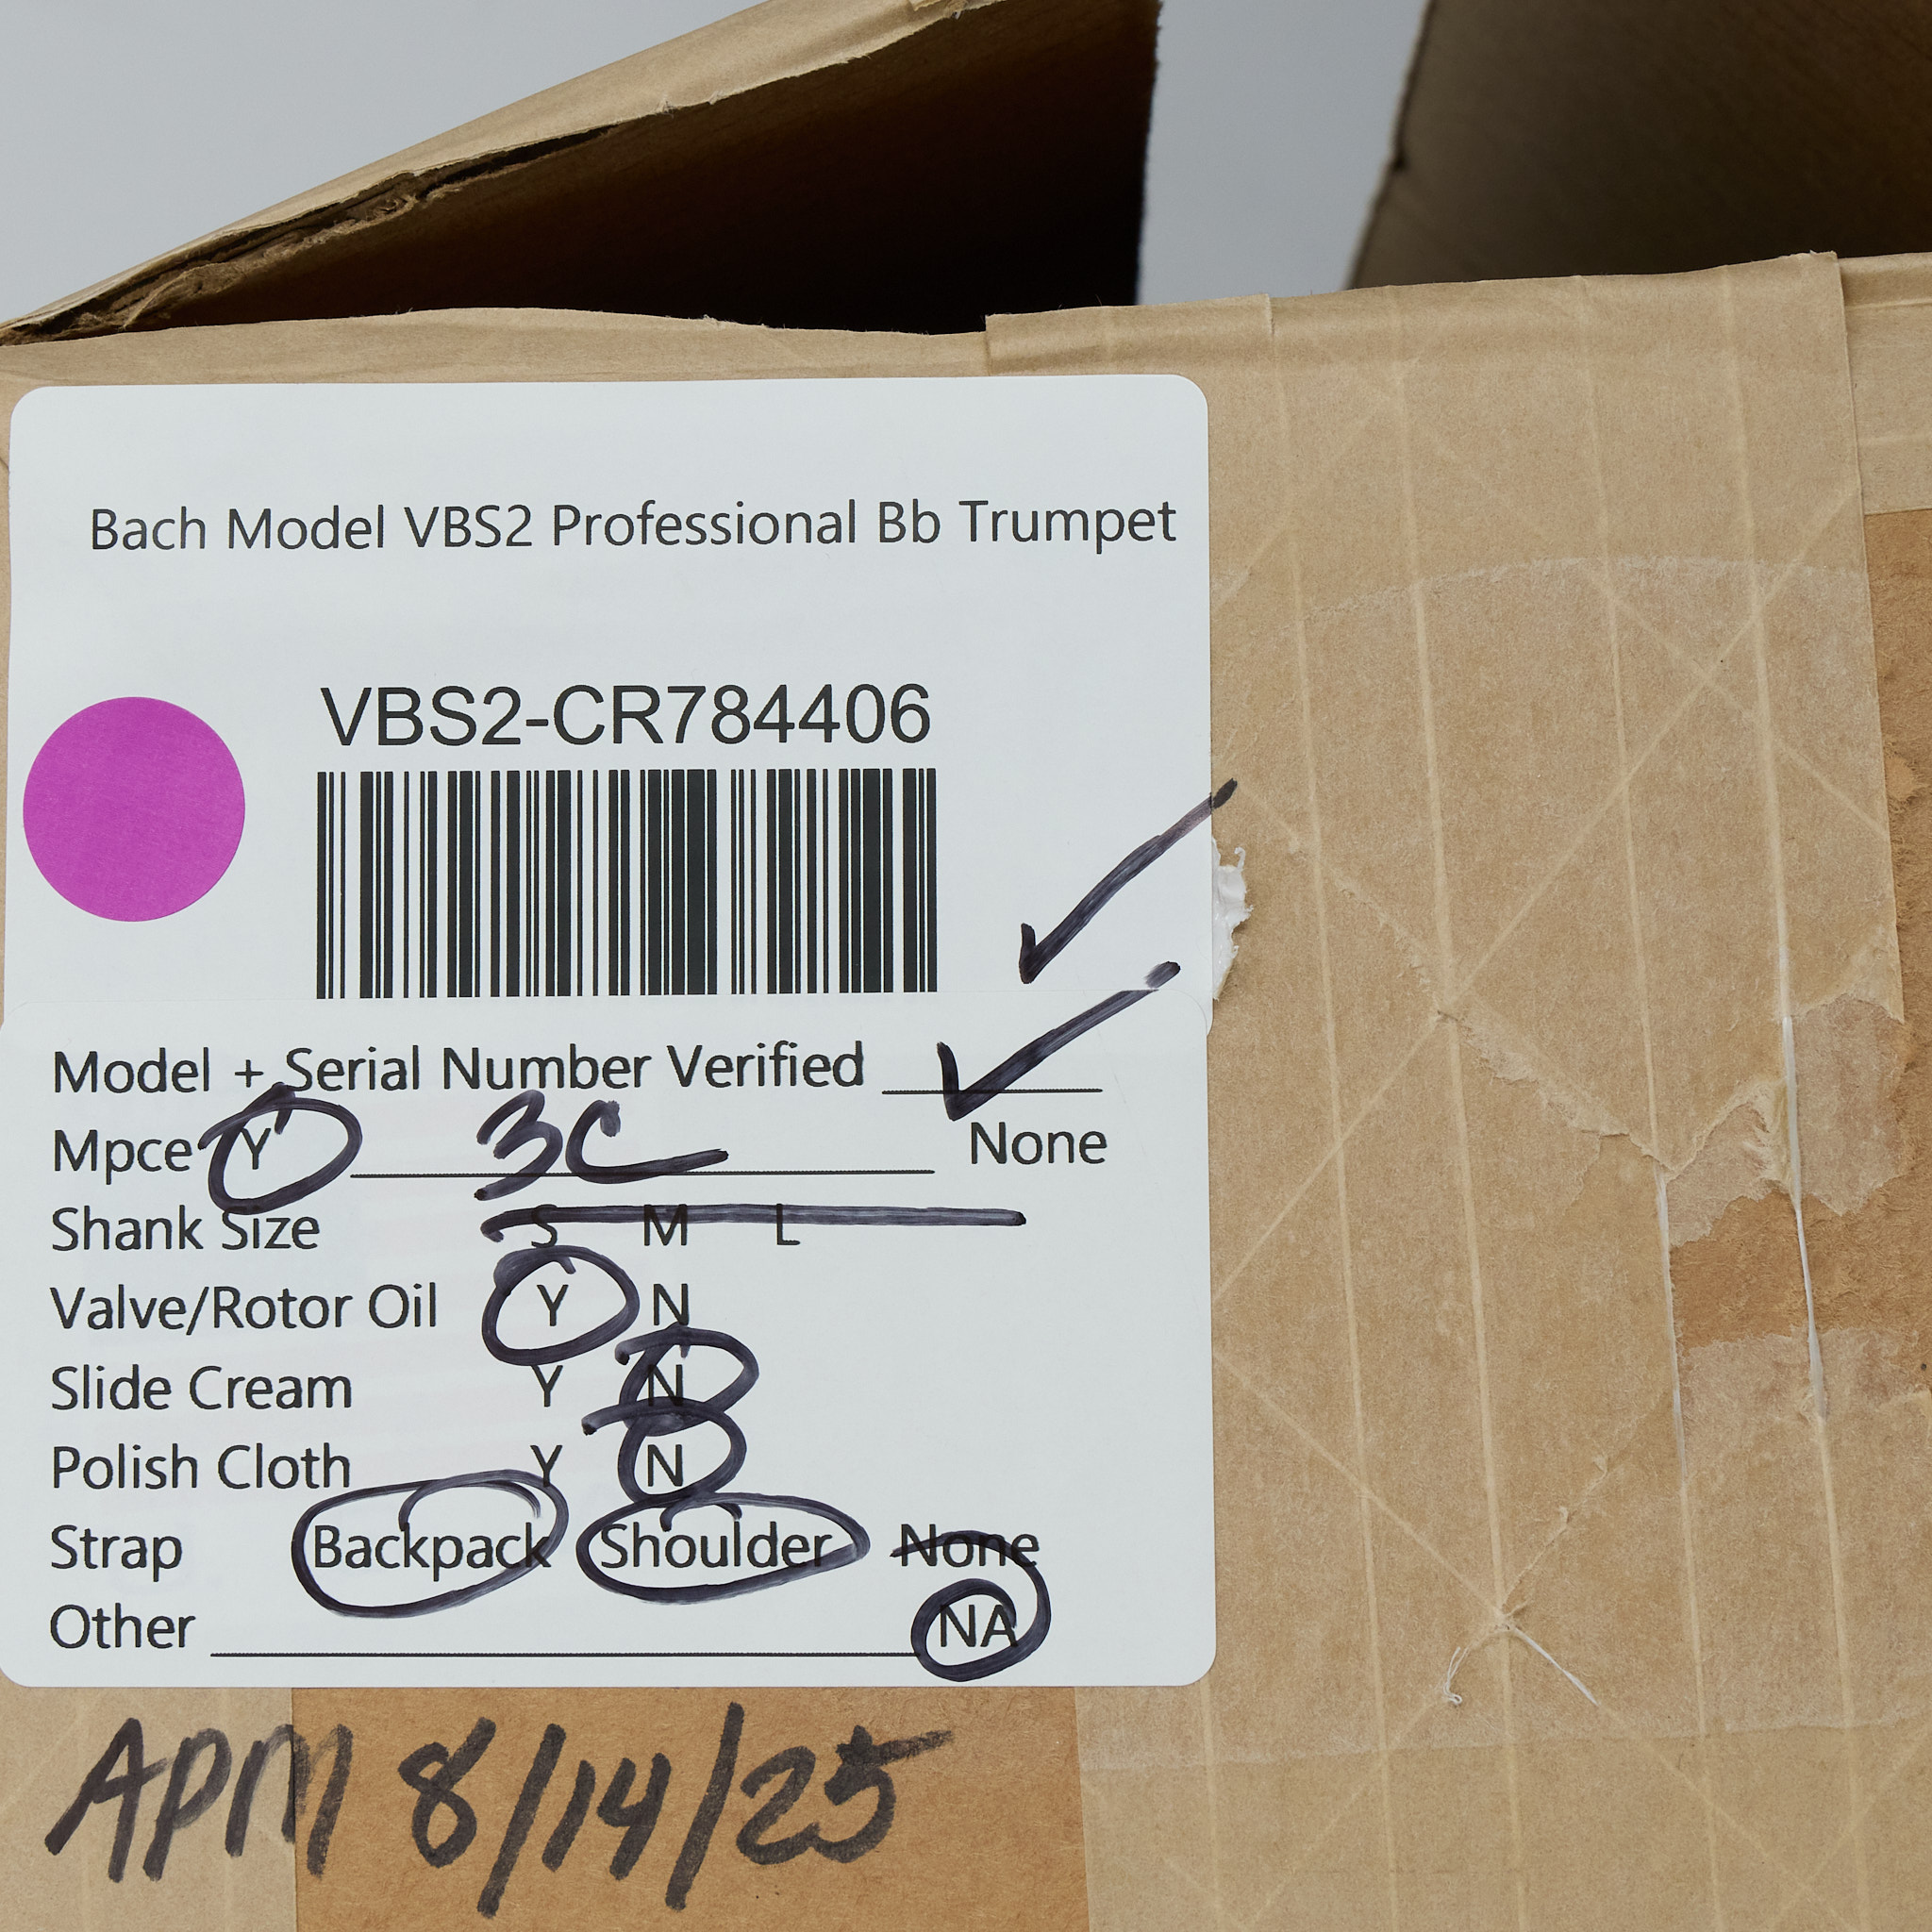 Bach Model VBS2 Professional Bb Trumpet
VBS2-CR784406
Model + Serial Number Verified
Mpce Y 3C None
Shank Size S M L
Valve/Rotor Oil Y N
Slide Cream Y N
Polish Cloth Y N
Strap Backpack Shoulder None
Other NA
APM 8/14/25